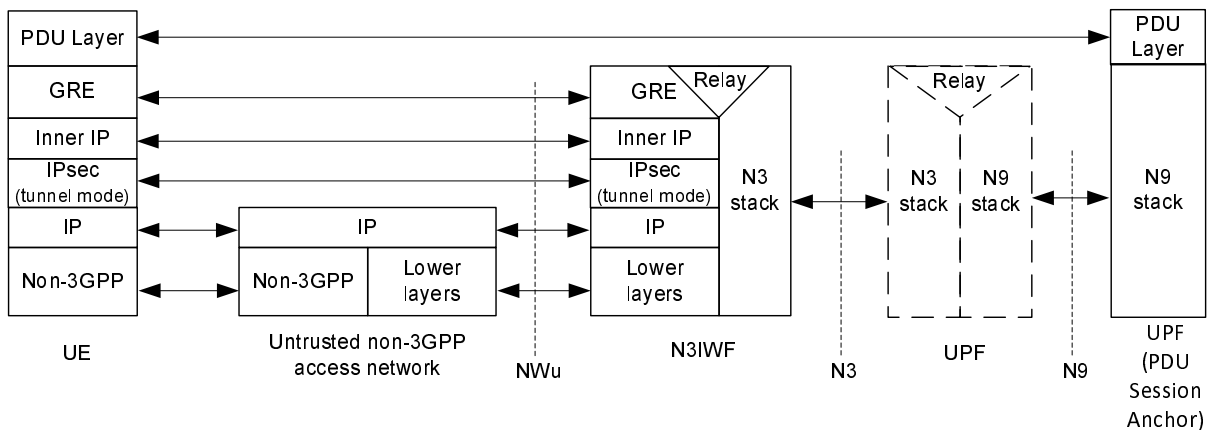 PDU Layer
GRE
Inner IP
IPsec
(tunnel mode)
IP
Non-3GPP
UE
IP
Non-3GPP
Lower
layers
Untrusted non-3GPP
access network
NWu
Relay
GRE
Inner IP
IPsec
(tunnel mode)
IP
Lower
layers
N3
stack
N3IWF
N3
Relay
N3
stack
N9
stack
UPF
N9
PDU
Layer
N9
stack
UPF
(PDU
Session
Anchor)